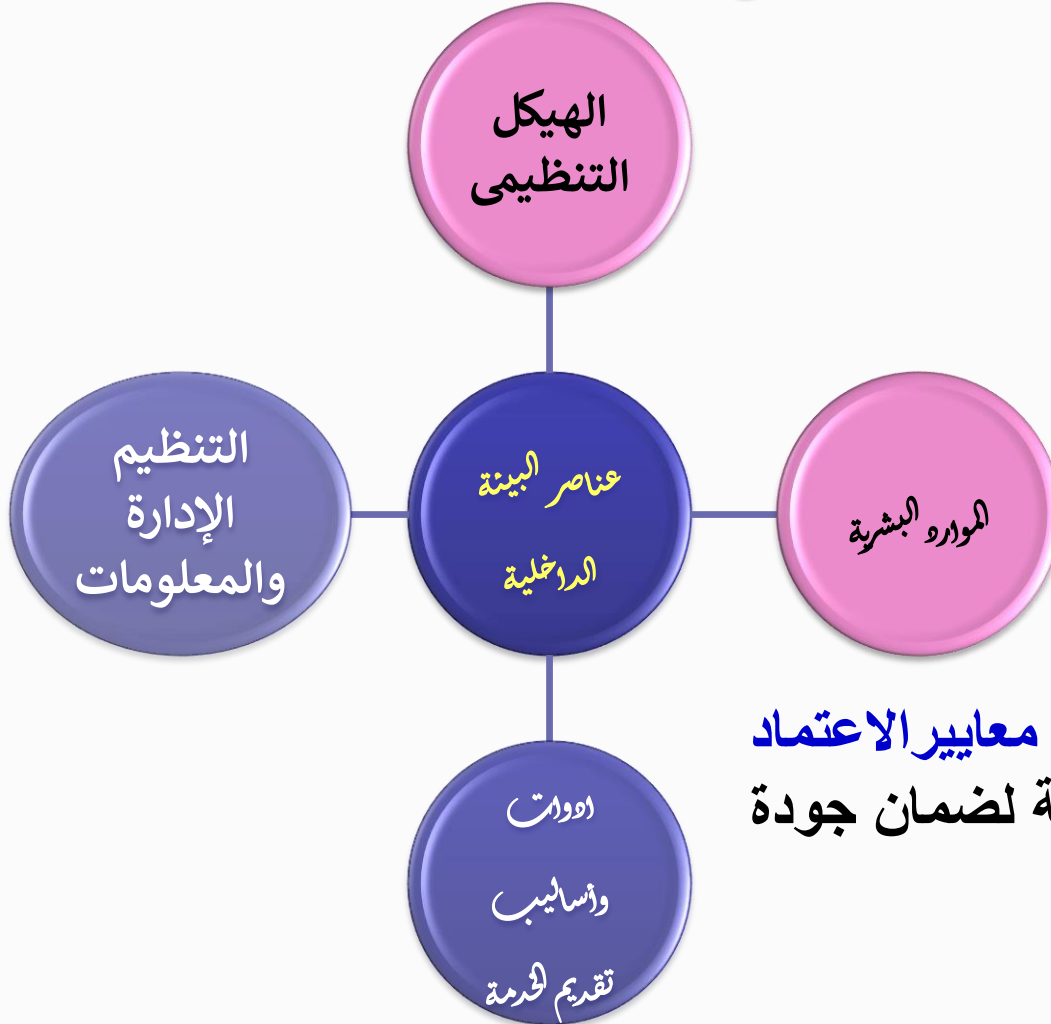 الهيكل
التنظيمى
التنظيم
الإدارة
والمعلومات
عناصر البيئة
الداخلية
الموارد البشرية
معايير الاعتماد
لضمان جودة
ادوات
وأساليب
تقديم الخدمة